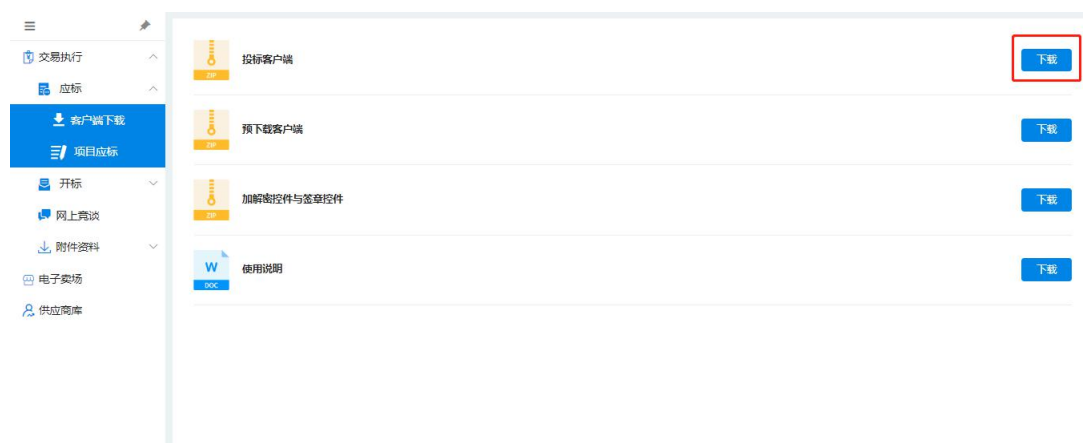 交易执行
应标
客户端下载
项目应标
开标
网上竞谈
附件资料
电子卖场
供应商库
ZIP
投标客户端
下载
ZIP
预下载客户端
下载
ZIP
加解密控件与签章控件
下载
W
DOC
使用说明
下载